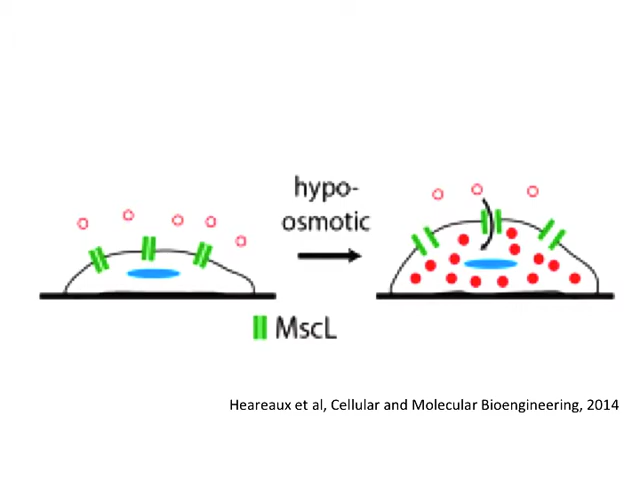 hypo-
osmotic
MscL
Heareaux et al, Cellular and Molecular Bioengineering, 2014